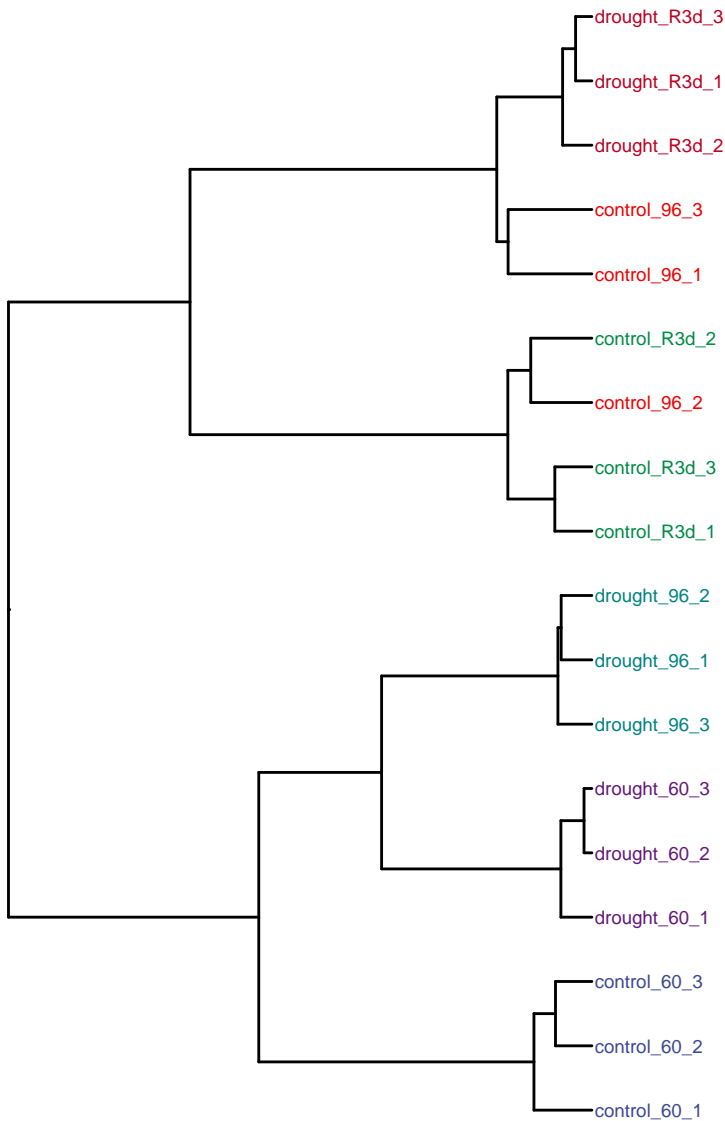 drought_R3d_3
drought_R3d_1
drought_R3d_2
control_96_3
control_96_1
control_R3d_2
control_96_2
control_R3d_3
control_R3d_1
drought_96_2
drought_96_1
drought_96_3
drought_60_3
drought_60_2
drought_60_1
control_60_3
control_60_2
control_60_1